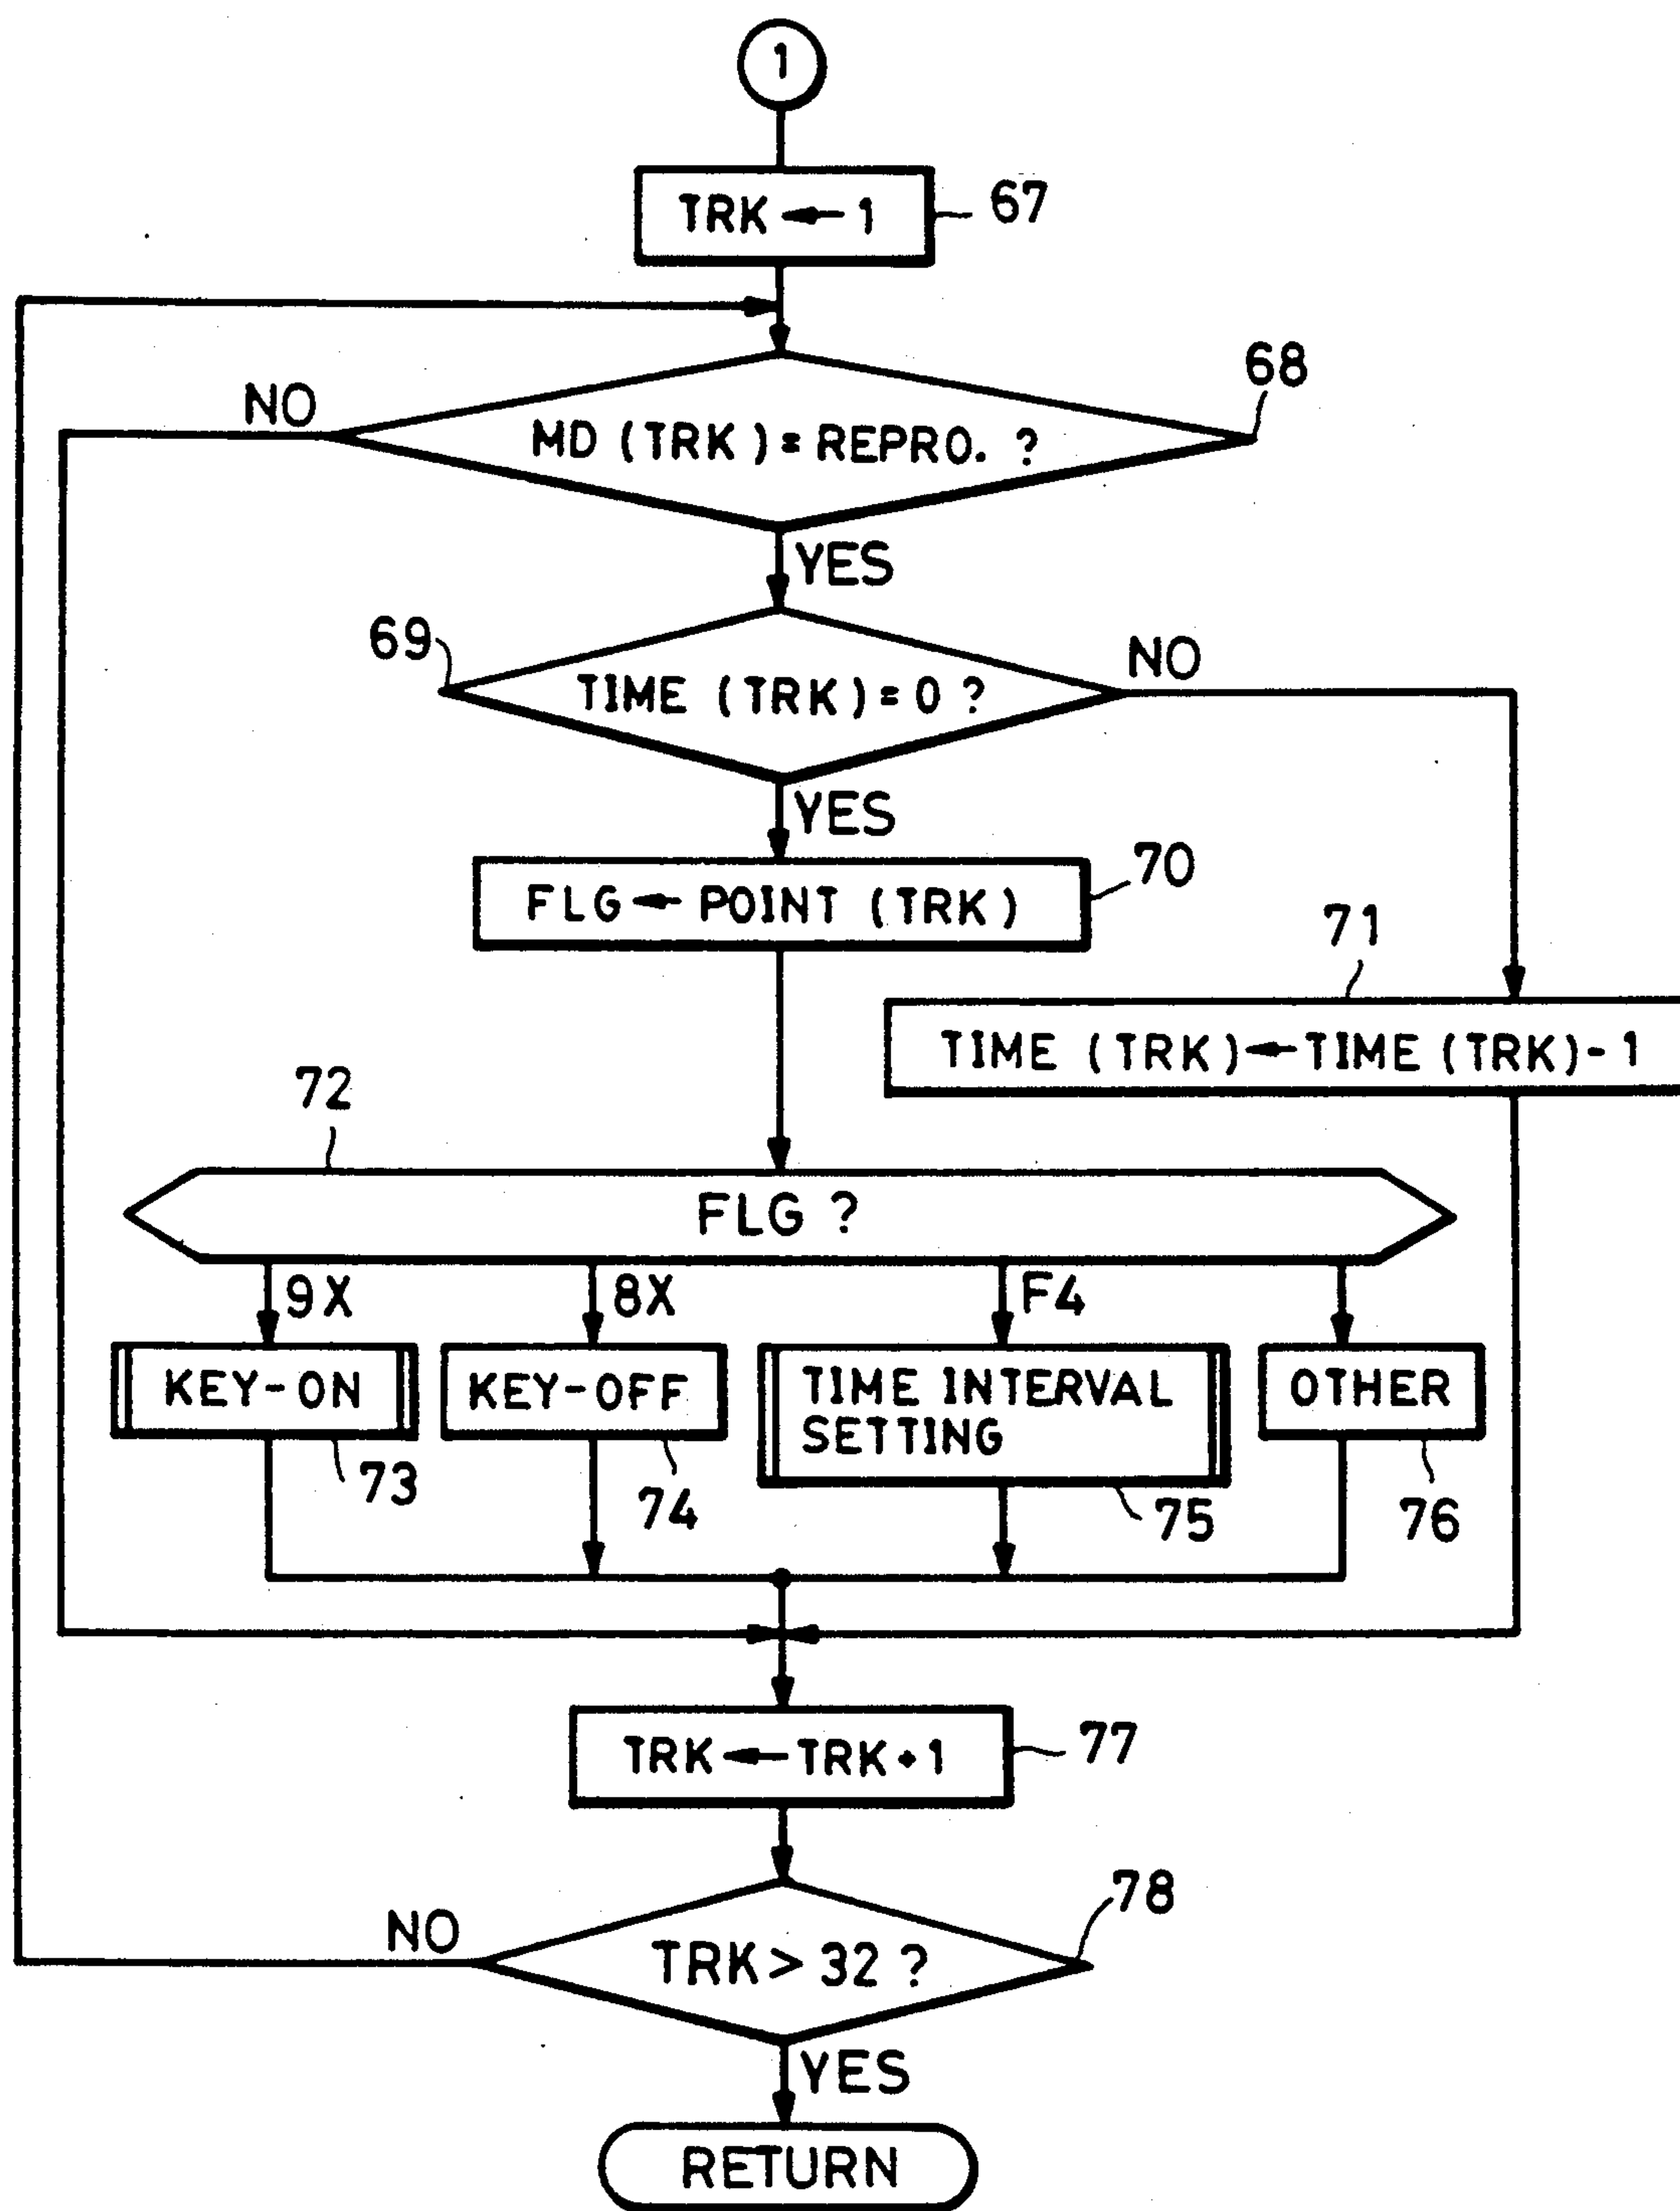 1
TRK ← 1
67
68
NO
MD (TRK) = REPRO. ?
YES
69
NO
TIME (TRK) = 0 ?
YES
70
FLG ← POINT (TRK)
71
TIME (TRK) ← TIME (TRK) - 1
72
FLG ?
9X
8X
F4
KEY-ON
KEY-OFF
TIME INTERVAL
SETTING
OTHER
73
74
75
76
TRK ← TRK + 1
77
78
NO
TRK > 32 ?
YES
RETURN